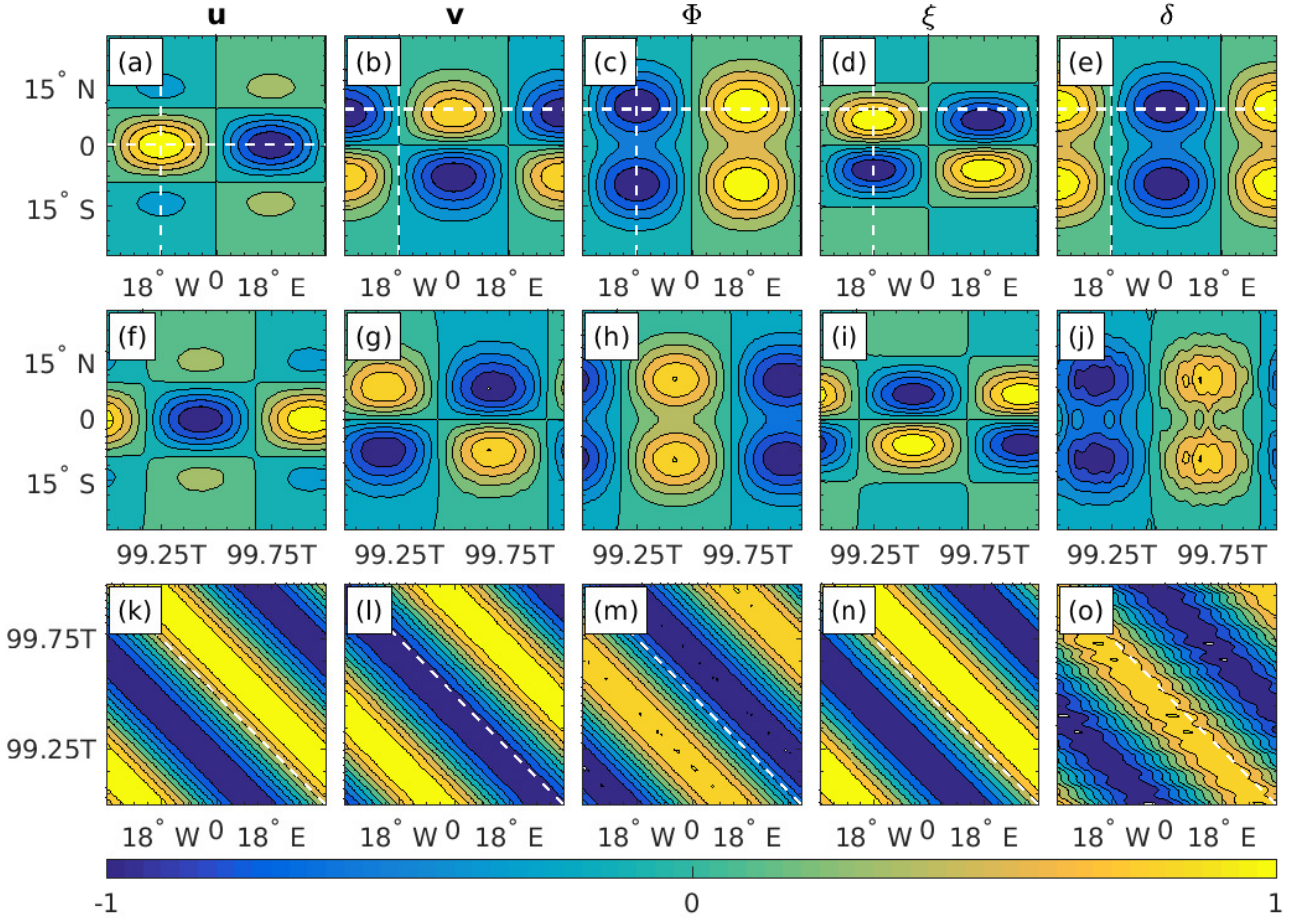 u v Φ ξ δ
(a) (b) (c) (d) (e)
15° N
0
15° S
18° W 0 18° E 18° W 0 18° E 18° W 0 18° E 18° W 0 18° E 18° W 0 18° E
(f) (g) (h) (i) (j)
15° N
0
15° S
99.25T 99.75T 99.25T 99.75T 99.25T 99.75T 99.25T 99.75T 99.25T 99.75T
(k) (l) (m) (n) (o)
99.75T
99.25T
18° W 0 18° E 18° W 0 18° E 18° W 0 18° E 18° W 0 18° E 18° W 0 18° E
-1 0 1